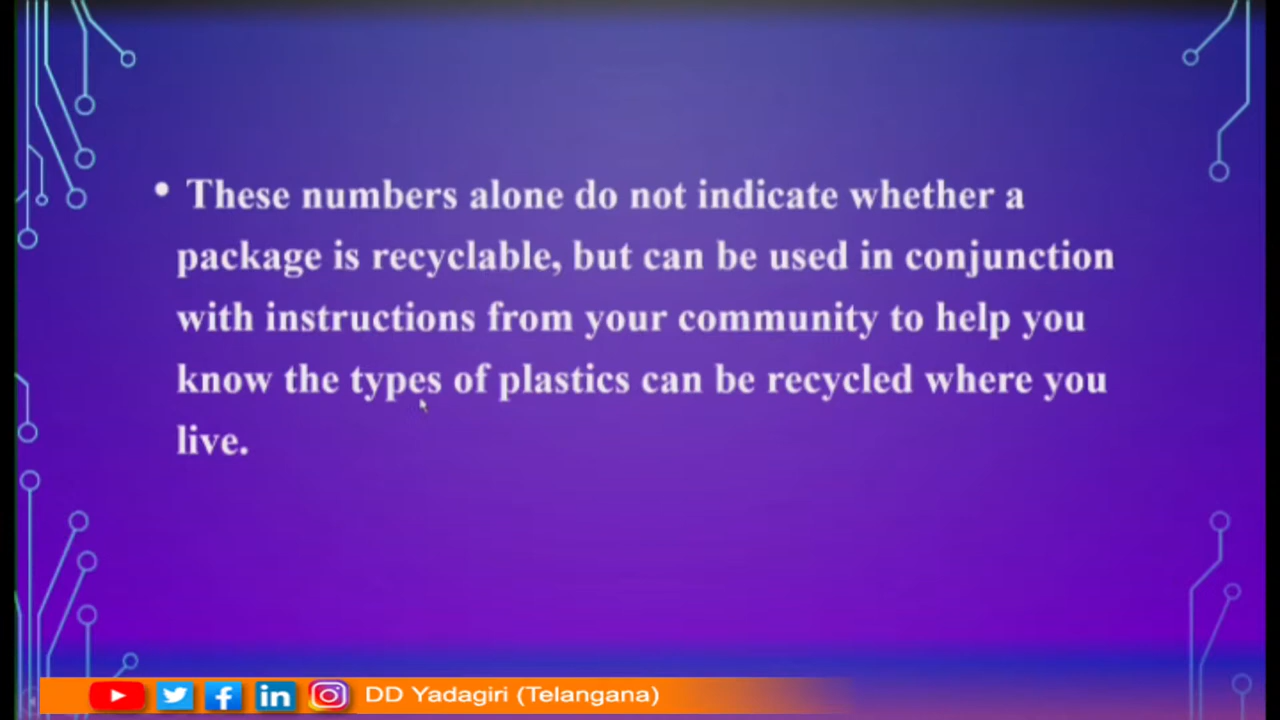 • These numbers alone do not indicate whether a
package is recyclable, but can be used in conjunction
with instructions from your community to help you
know the types of plastics can be recycled where you
live.
DD Yadagiri (Telangana)